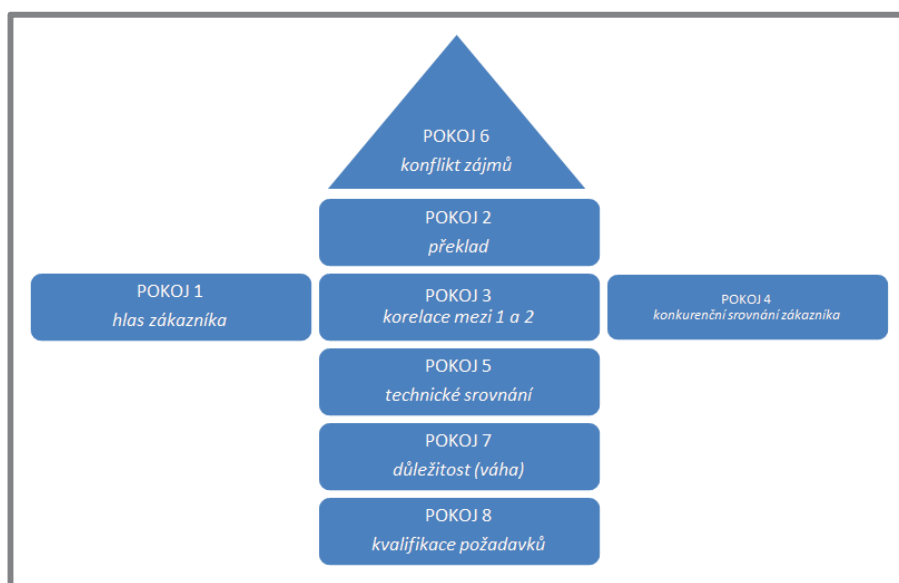 POKOJ 6
konflikt zájmů
POKOJ 2
překlad
POKOJ 1
hlas zákazníka
POKOJ 3
korelace mezi 1 a 2
POKOJ 4
konkurenční srovnání zákazníka
POKOJ 5
technické srovnání
POKOJ 7
důležitost (váha)
POKOJ 8
kvalifikace požadavků